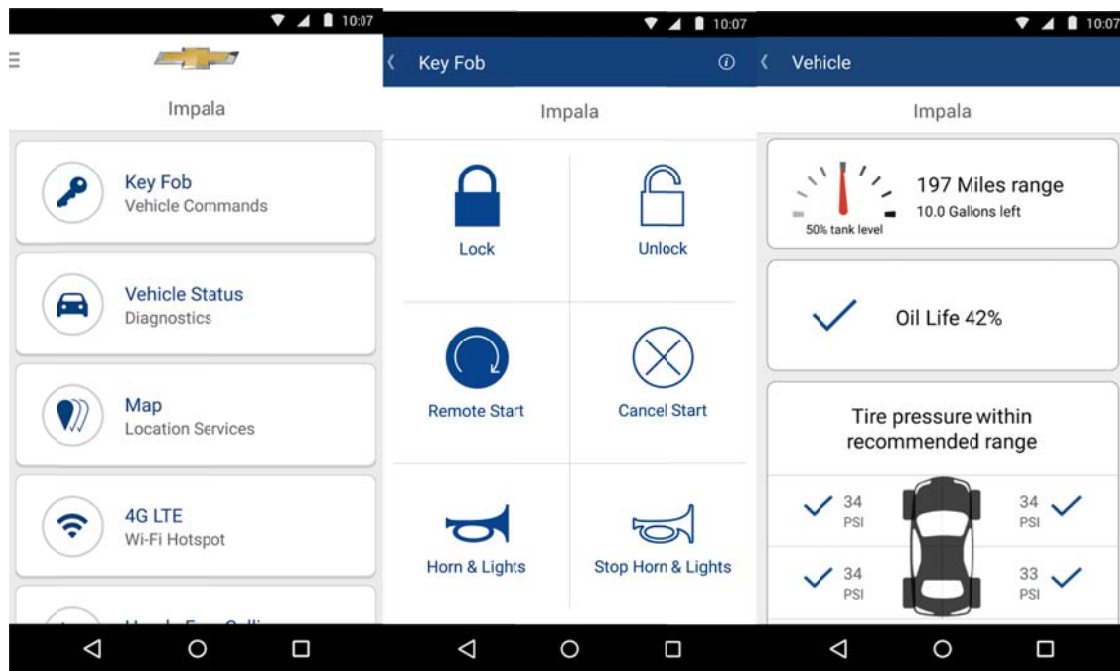 10:07
Impala
Key Fob
Vehicle Commands
Vehicle Status
Diagnostics
Map
Location Services
4G LTE
Wi-Fi Hotspot
10:07
Key Fob
Impala
Lock
Unlock
Remote Start
Cancel Start
Horn & Lights
Stop Horn & Lights
10:07
Vehicle
Impala
197 Miles range
10.0 Gallons left
50% tank level
Oil Life 42%
Tire pressure within
recommended range
34
PSI
34
PSI
34
PSI
33
PSI